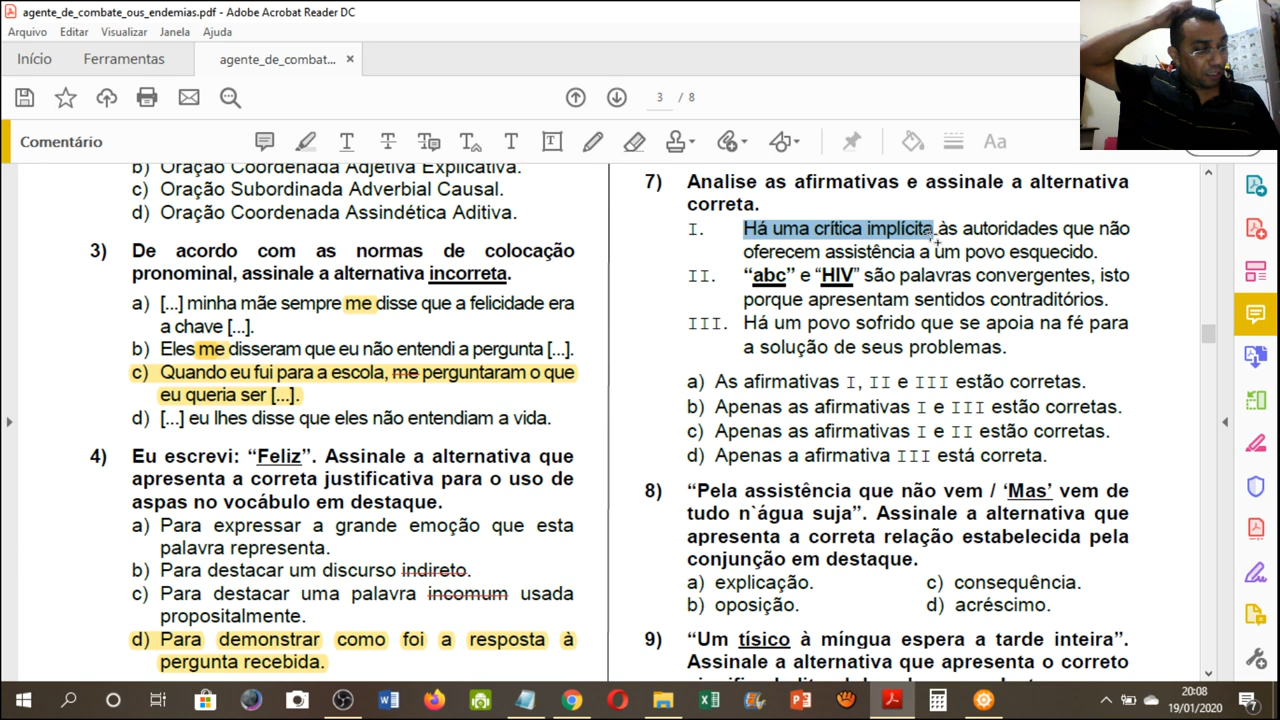 agente_de_combate_ous_endemias.pdf - Adobe Acrobat Reader DC
Arquivo Editar Visualizar Janela Ajuda
Início Ferramentas agente_de_combat... ×
3 / 8
Comentário
b) Oração Coordenada Adjetiva Explicativa.
c) Oração Subordinada Adverbial Causal.
d) Oração Coordenada Assindética Aditiva.
3) De acordo com as normas de colocação
pronominal, assinale a alternativa incorreta.
a) [...] minha mãe sempre me disse que a felicidade era
a chave [...].
b) Eles me disseram que eu não entendi a pergunta [...].
c) Quando eu fui para a escola, me perguntaram o que
eu queria ser [...].
d) [...] eu lhes disse que eles não entendiam a vida.
4) Eu escrevi: “Feliz”. Assinale a alternativa que
apresenta a correta justificativa para o uso de
aspas no vocábulo em destaque.
a) Para expressar a grande emoção que esta
palavra representa.
b) Para destacar um discurso indireto.
c) Para destacar uma palavra incomum usada
propositalmente.
d) Para demonstrar como foi a resposta à
pergunta recebida.
7) Analise as afirmativas e assinale a alternativa
correta.
I. Há uma crítica implícita às autoridades que não
oferecem assistência a um povo esquecido.
II. “abc” e “HIV” são palavras convergentes, isto
porque apresentam sentidos contraditórios.
III. Há um povo sofrido que se apoia na fé para
a solução de seus problemas.
a) As afirmativas I, II e III estão corretas.
b) Apenas as afirmativas I e III estão corretas.
c) Apenas as afirmativas I e II estão corretas.
d) Apenas a afirmativa III está correta.
8) “Pela assistência que não vem / ‘Mas’ vem de
tudo n`água suja”. Assinale a alternativa que
apresenta a correta relação estabelecida pela
conjunção em destaque.
a) explicação. c) consequência.
b) oposição. d) acréscimo.
9) “Um tísico à míngua espera a tarde inteira”.
Assinale a alternativa que apresenta o correto
20:08
19/01/2020
7